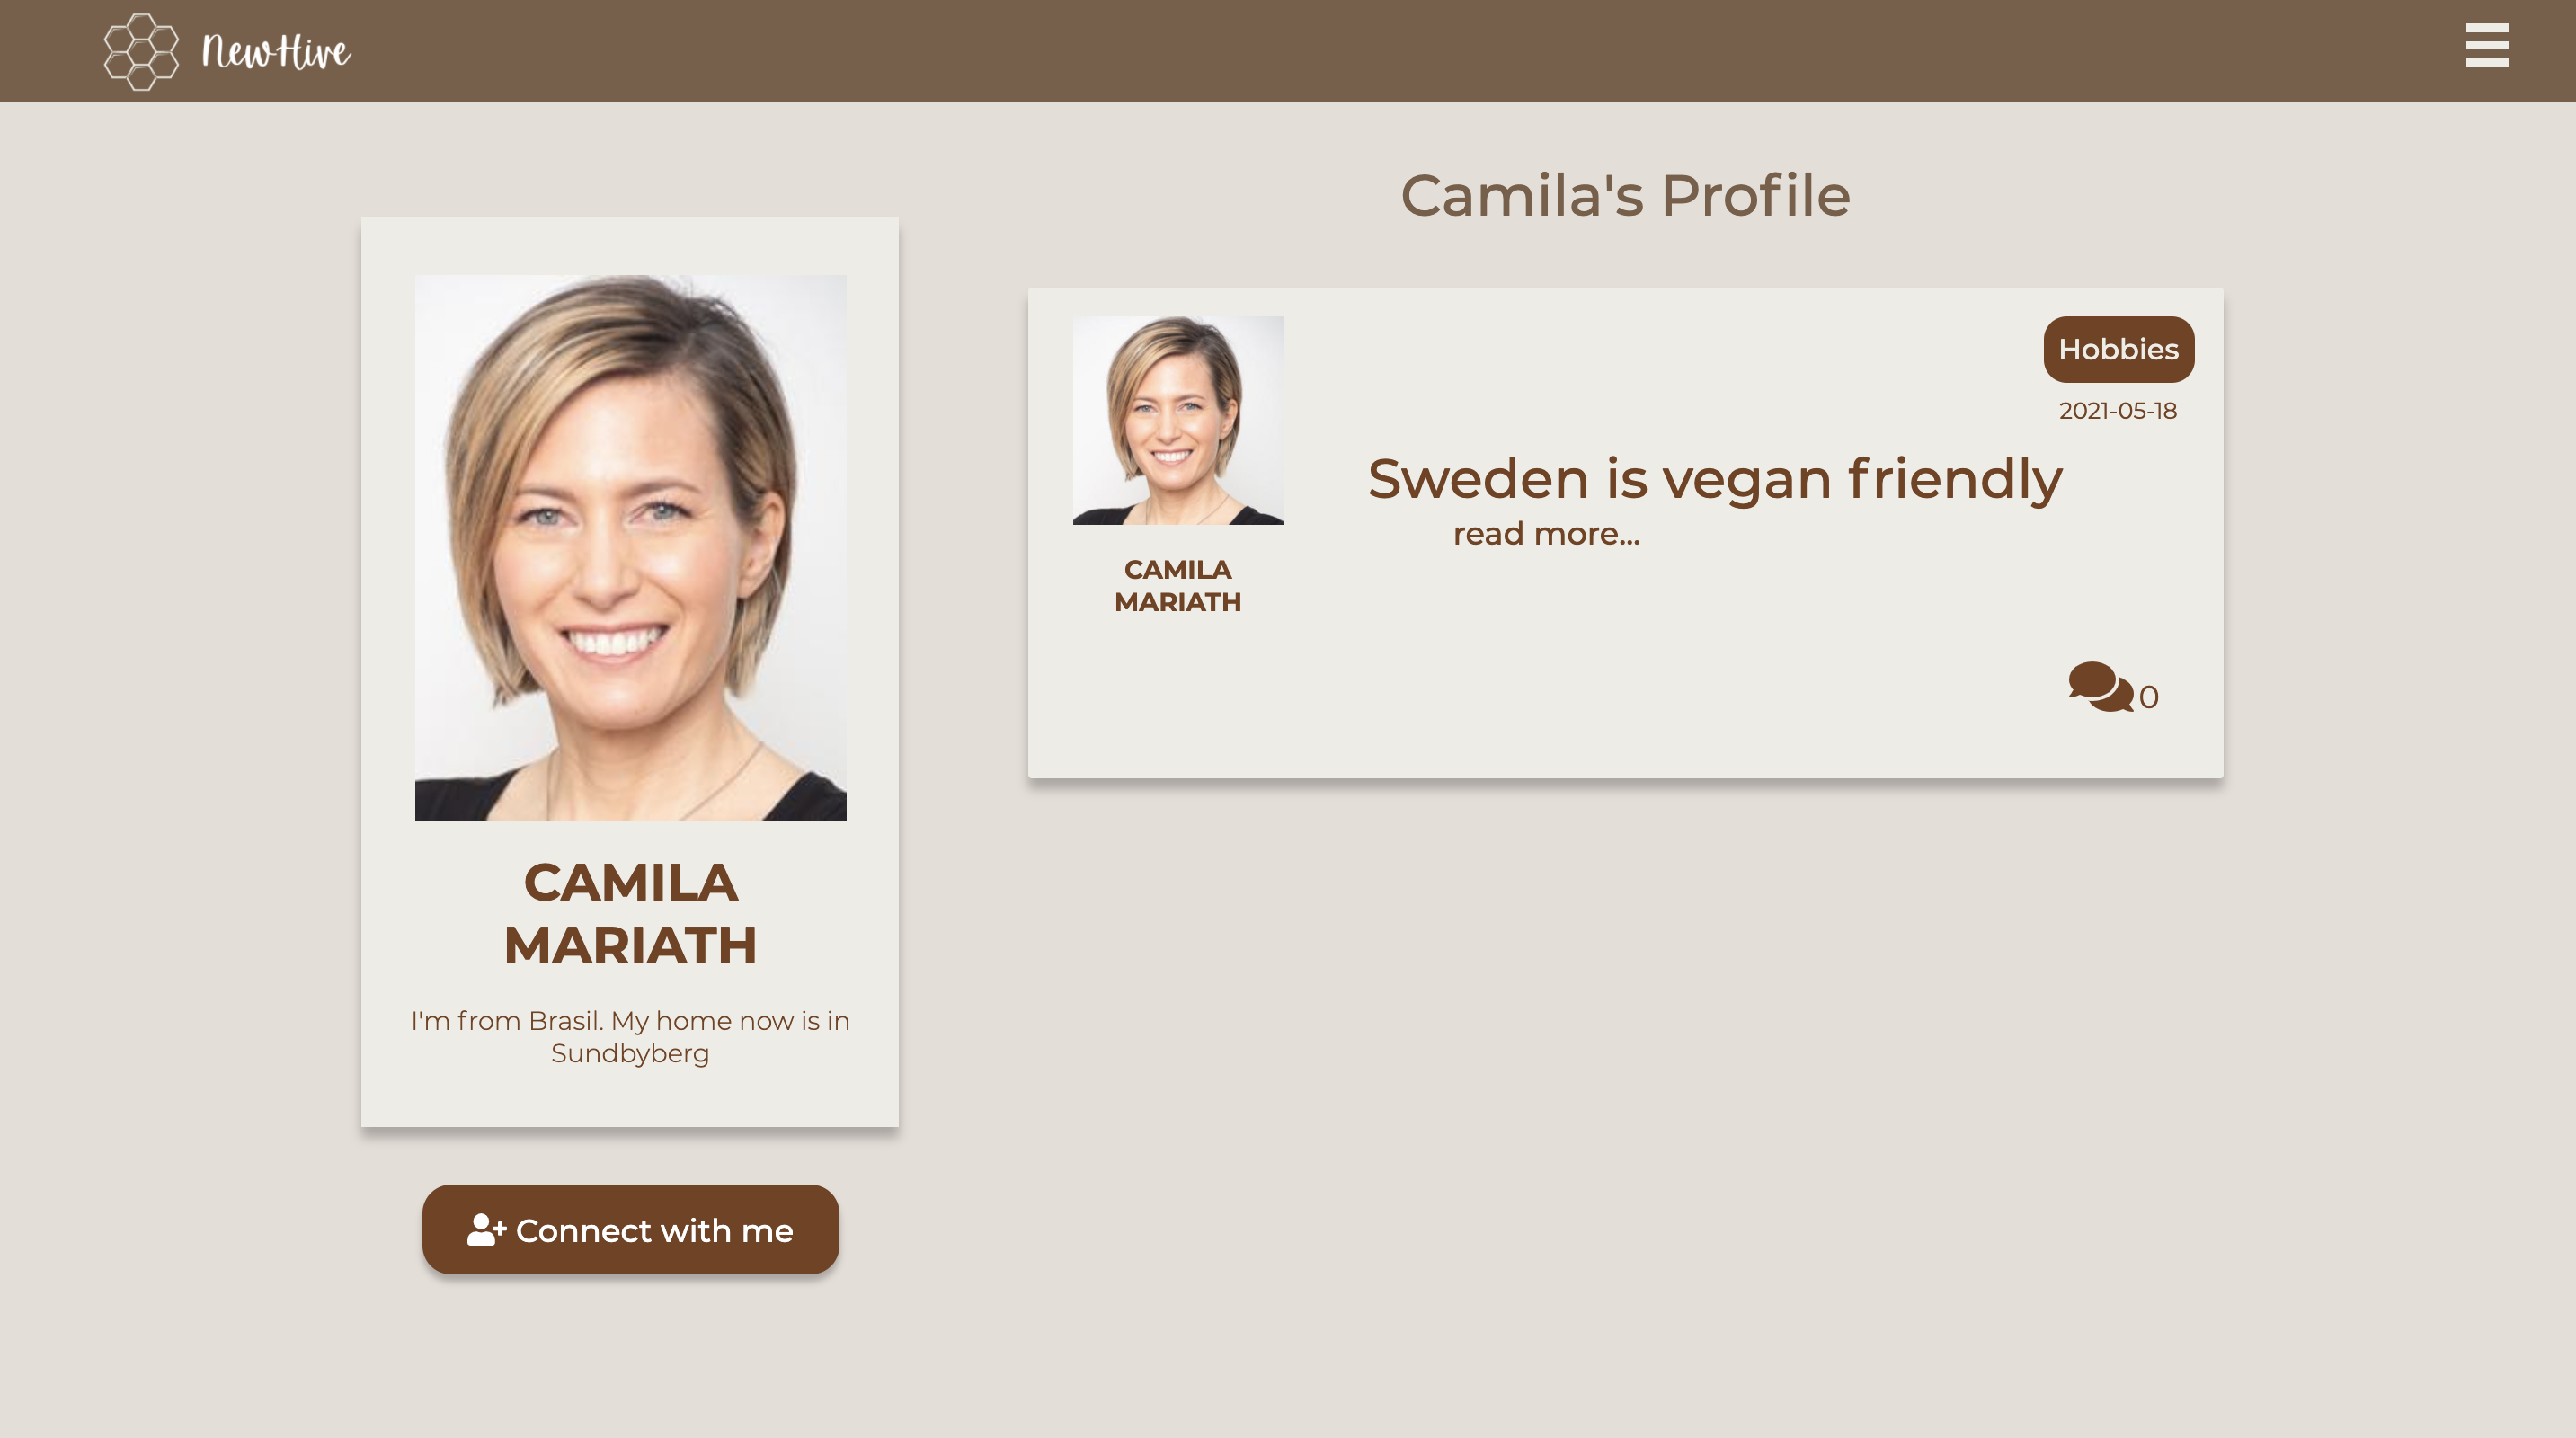 NewHive
Camila's Profile
CAMILA
MARIATH
I'm from Brasil. My home now is in
Sundbyberg
Connect with me
Hobbies
2021-05-18
Sweden is vegan friendly
read more...
CAMILA
MARIATH
0